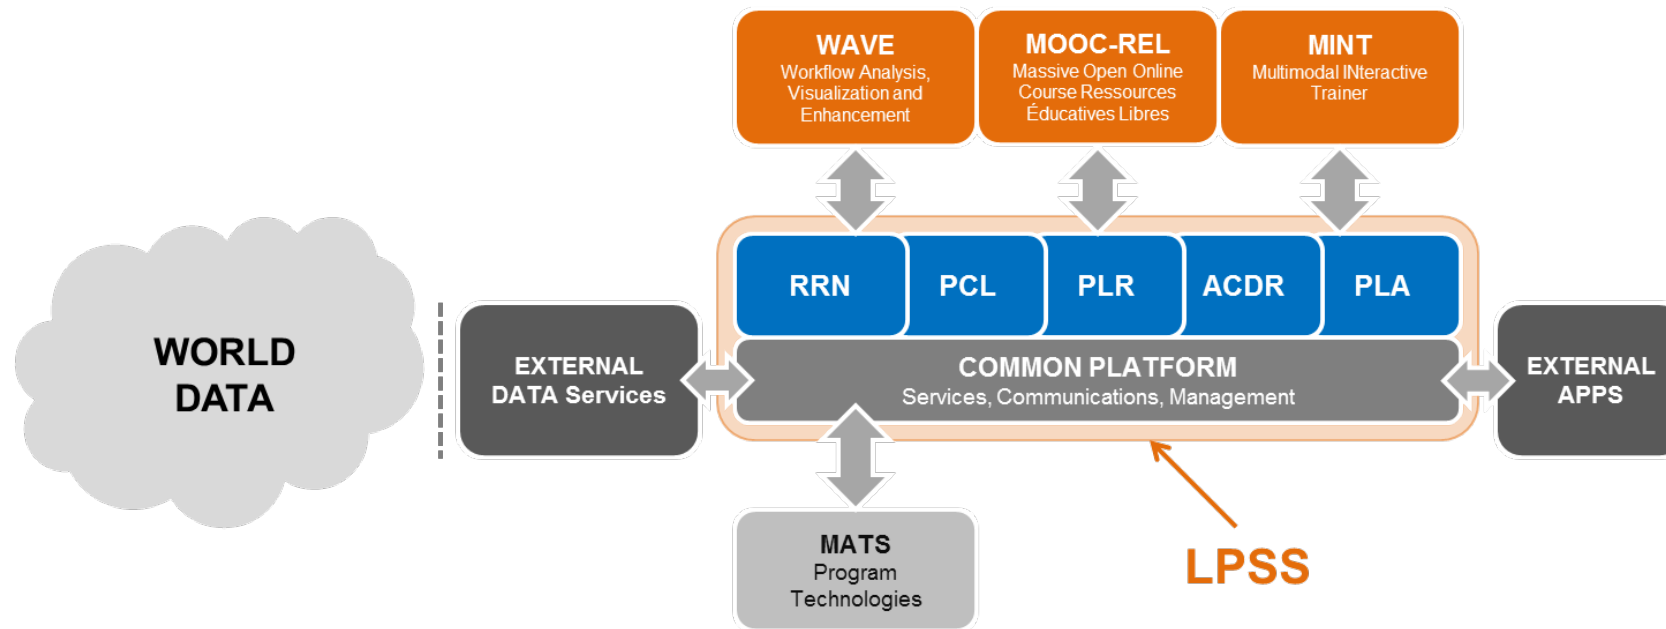 WAVE
Workflow Analysis,
Visualization and
Enhancement
MOOC-REL
Massive Open Online
Course Ressources
Éducatives Libres
MINT
Multimodal INteractive
Trainer
RRN
PCL
PLR
ACDR
PLA
WORLD
DATA
EXTERNAL
DATA Services
COMMON PLATFORM
Services, Communications, Management
EXTERNAL
APPS
MATS
Program
Technologies
LPSS